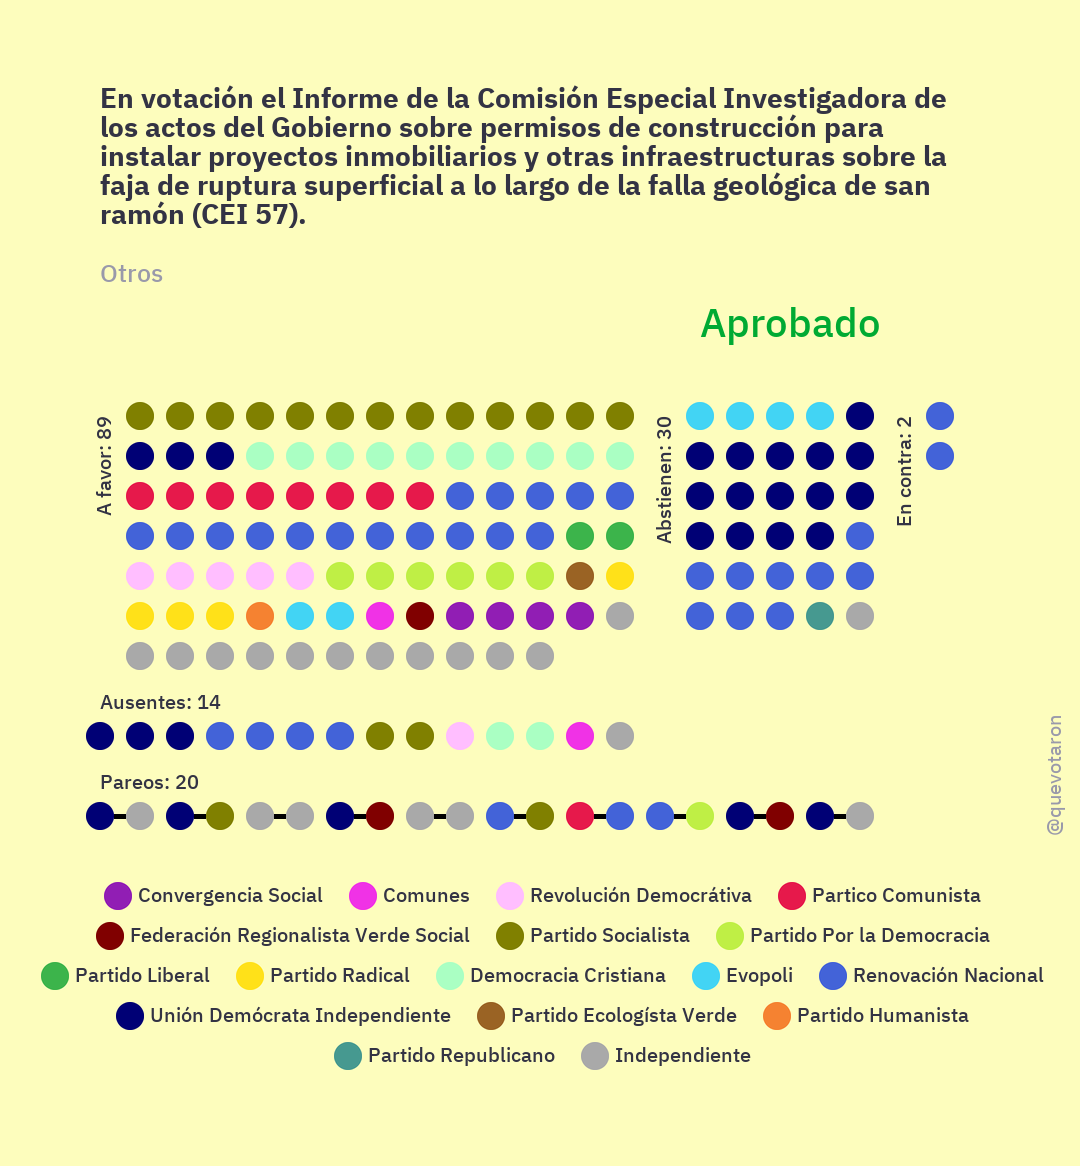 En votación el Informe de la Comisión Especial Investigadora de
los actos del Gobierno sobre permisos de construcción para
instalar proyectos inmobiliarios y otras infraestructuras sobre la
faja de ruptura superficial a lo largo de la falla geológica de san
ramón (CEI 57).
Otros
Aprobado
A favor: 89
Abstienen: 30
En contra: 2
Ausentes: 14
Pareos: 20
@quevotaron
Convergencia Social
Comunes
Revolución Democrátiva
Partico Comunista
Federación Regionalista Verde Social
Partido Socialista
Partido Por la Democracia
Partido Liberal
Partido Radical
Democracia Cristiana
Evopoli
Renovación Nacional
Unión Demócrata Independiente
Partido Ecologísta Verde
Partido Humanista
Partido Republicano
Independiente